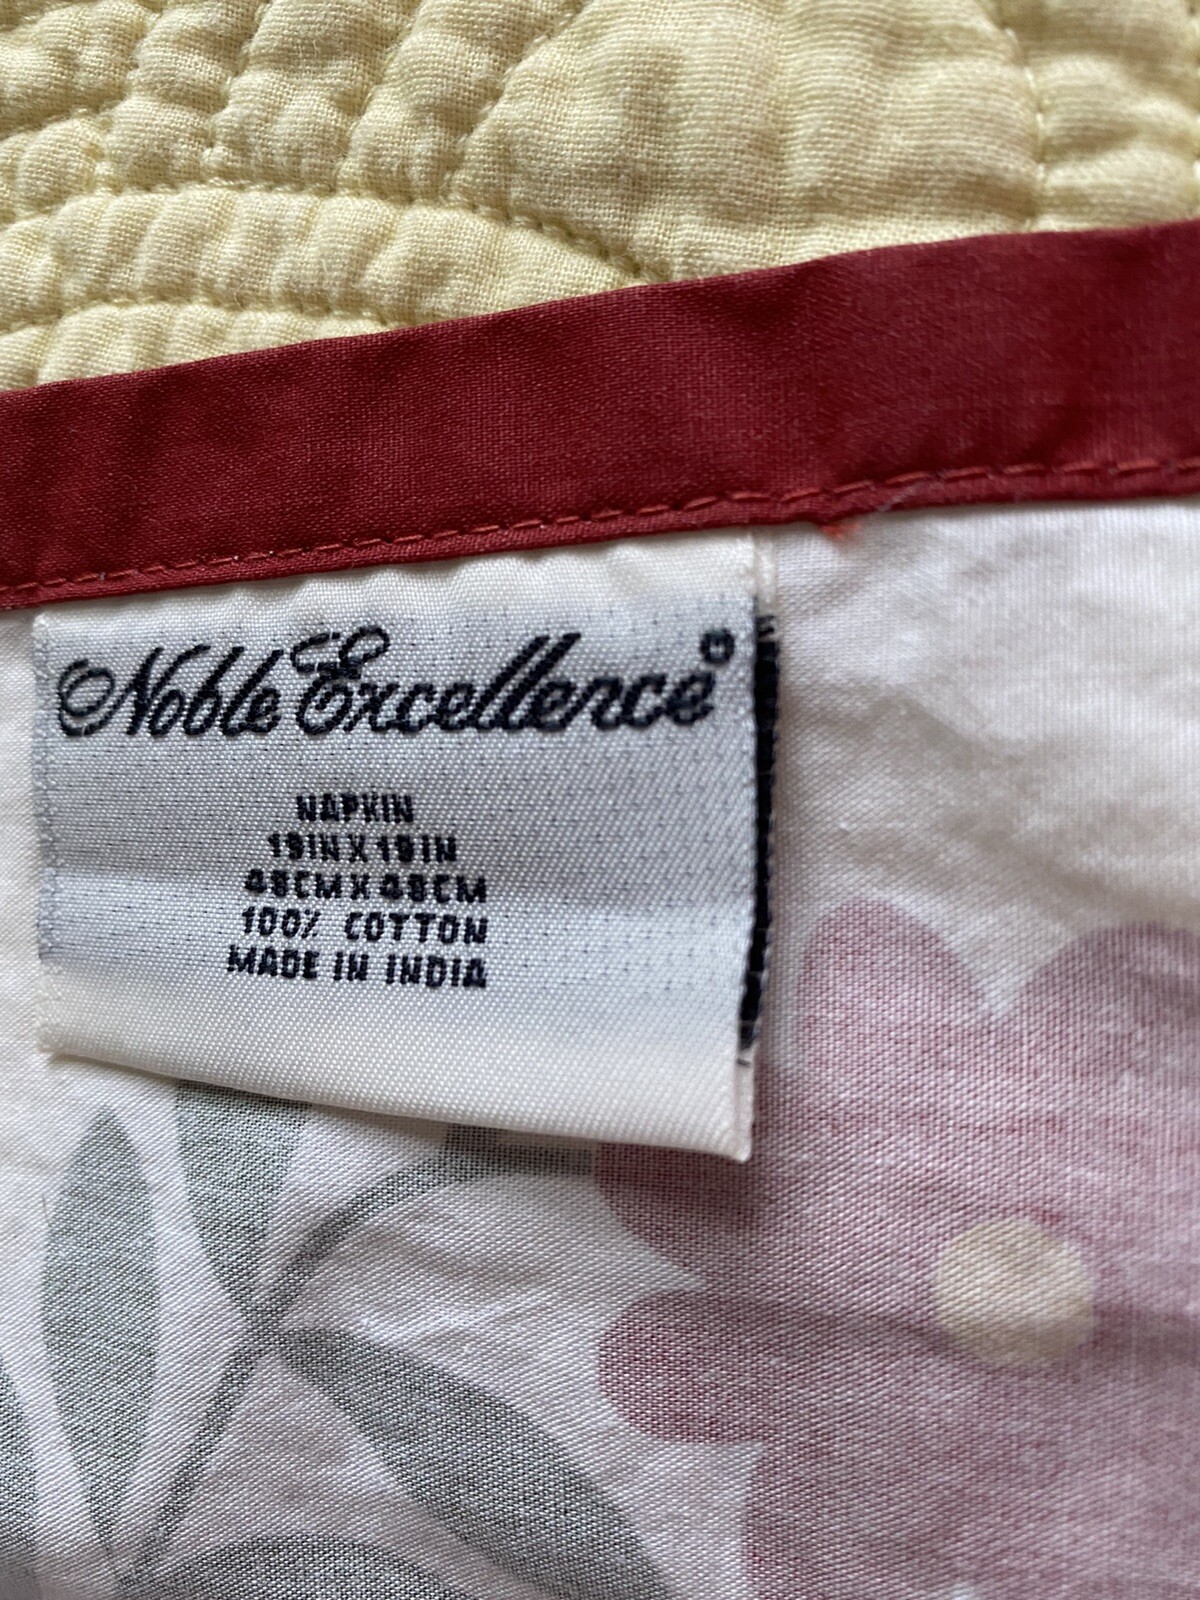 Noble Excellence®
NAPKIN
19IN X 19IN
48CM X 48CM
100% COTTON
MADE IN INDIA